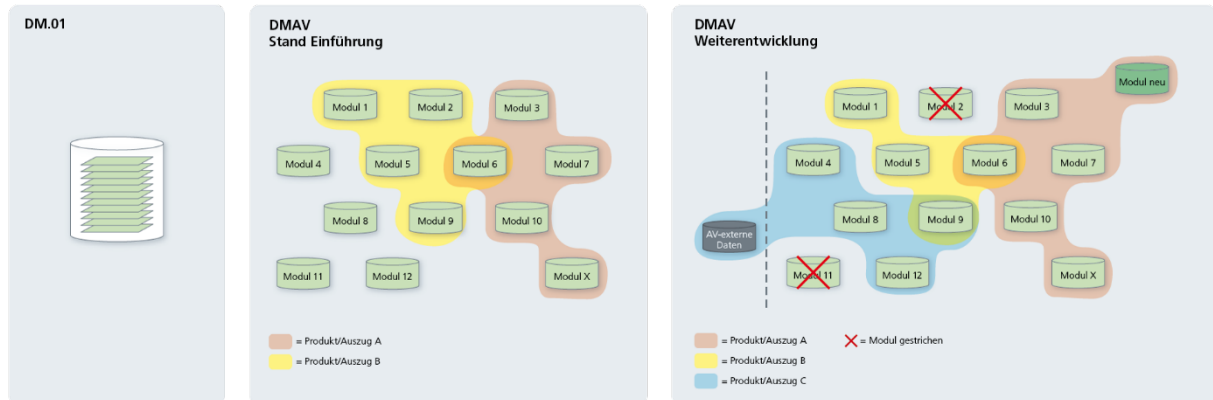 DM.01
DMAV
Stand Einführung
Modul 1
Modul 2
Modul 3
Modul 4
Modul 5
Modul 6
Modul 7
Modul 8
Modul 9
Modul 10
Modul 11
Modul 12
Modul X
= Produkt/Auszug A
= Produkt/Auszug B
DMAV
Weiterentwicklung
Modul neu
Modul 1
Modul 2
Modul 3
Modul 4
Modul 5
Modul 6
Modul 7
Modul 8
Modul 9
Modul 10
AV-externe
Daten
Modul 11
Modul 12
Modul X
= Produkt/Auszug A
= Modul gestrichen
= Produkt/Auszug B
= Produkt/Auszug C